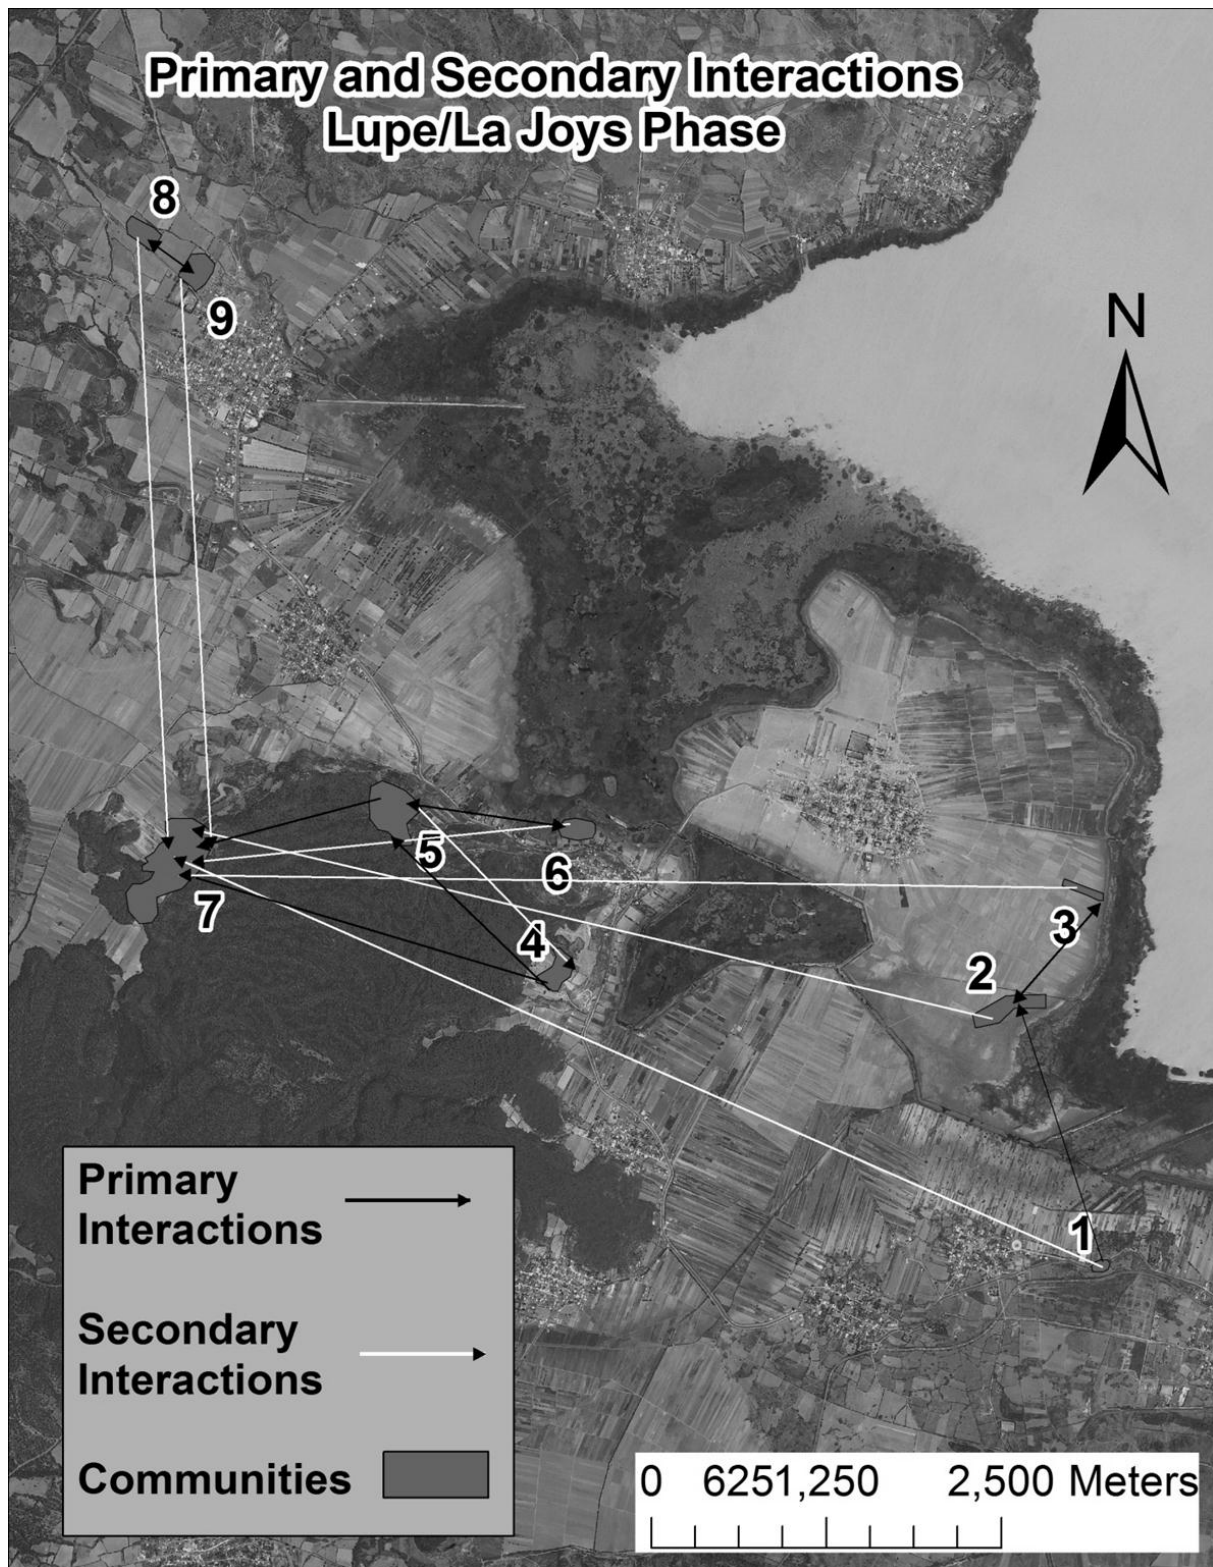 Primary and Secondary Interactions
Lupe/La Joys Phase
N
8
9
5
6
7
4
3
2
1
Primary
Interactions
Secondary
Interactions
Communities
0 6251,250 2,500 Meters